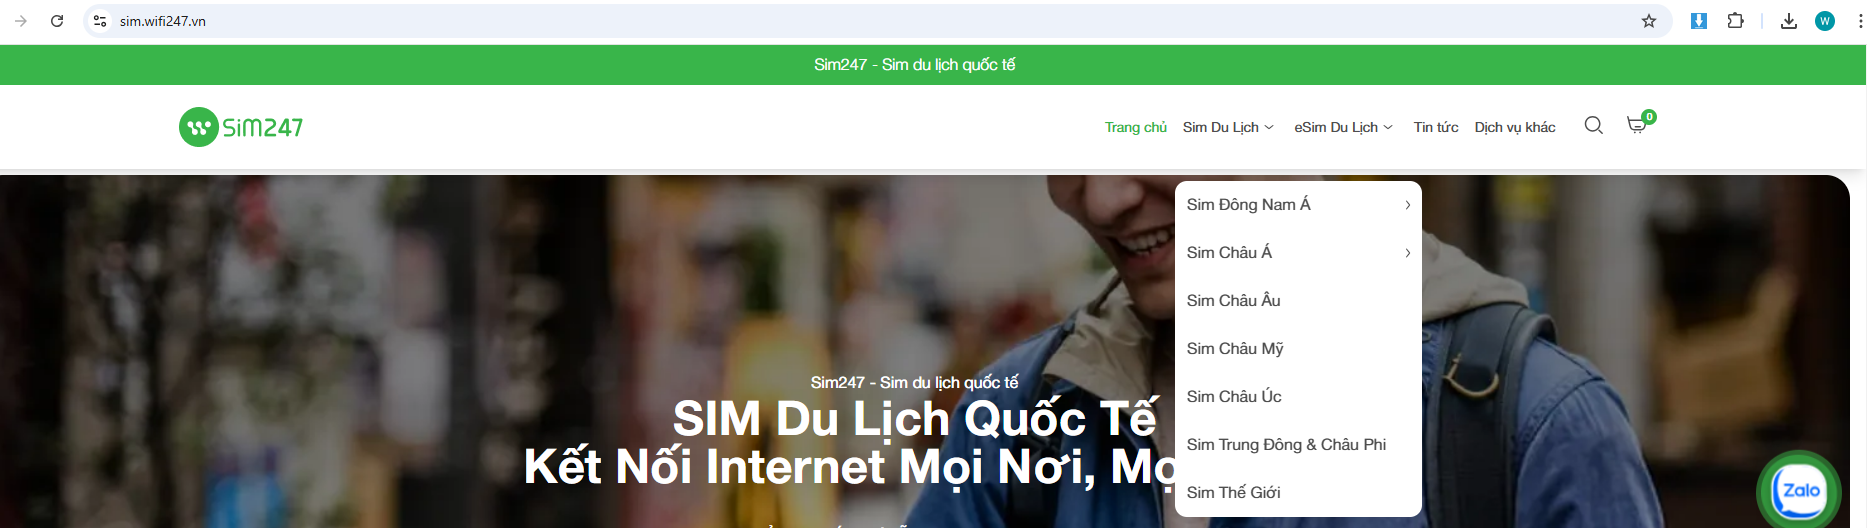 sim.wifi247.vn
W
Sim247 - Sim du lịch quốc tế
SiM247
Trang chủ
Sim Du Lịch
eSim Du Lịch
Tin tức
Dịch vụ khác
0
Sim Đông Nam Á
Sim Châu Á
Sim Châu Âu
Sim Châu Mỹ
Sim Châu Úc
Sim Trung Đông & Châu Phi
Sim Thế Giới
Sim247 - Sim du lịch quốc tế
SIM Du Lịch Quốc Tế
Kết Nối Internet Mọi Nơi,
Zalo